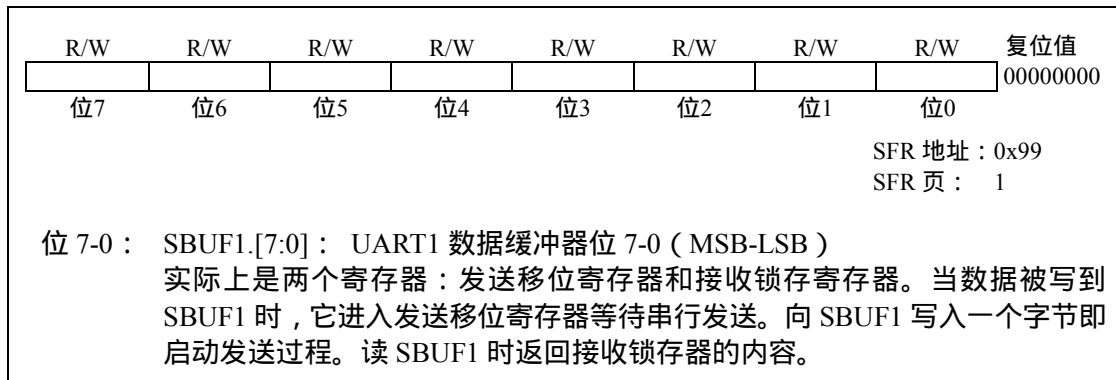 R/W R/W R/W R/W R/W R/W R/W R/W 复位值
00000000
位7 位6 位5 位4 位3 位2 位1 位0
SFR 地址：0x99
SFR 页： 1
位 7-0： SBUF1.[7:0]： UART1 数据缓冲器位 7-0（MSB-LSB）
实际上是两个寄存器：发送移位寄存器和接收锁存寄存器。当数据被写到
SBUF1 时，它进入发送移位寄存器等待串行发送。向 SBUF1 写入一个字节即
启动发送过程。读 SBUF1 时返回接收锁存器的内容。